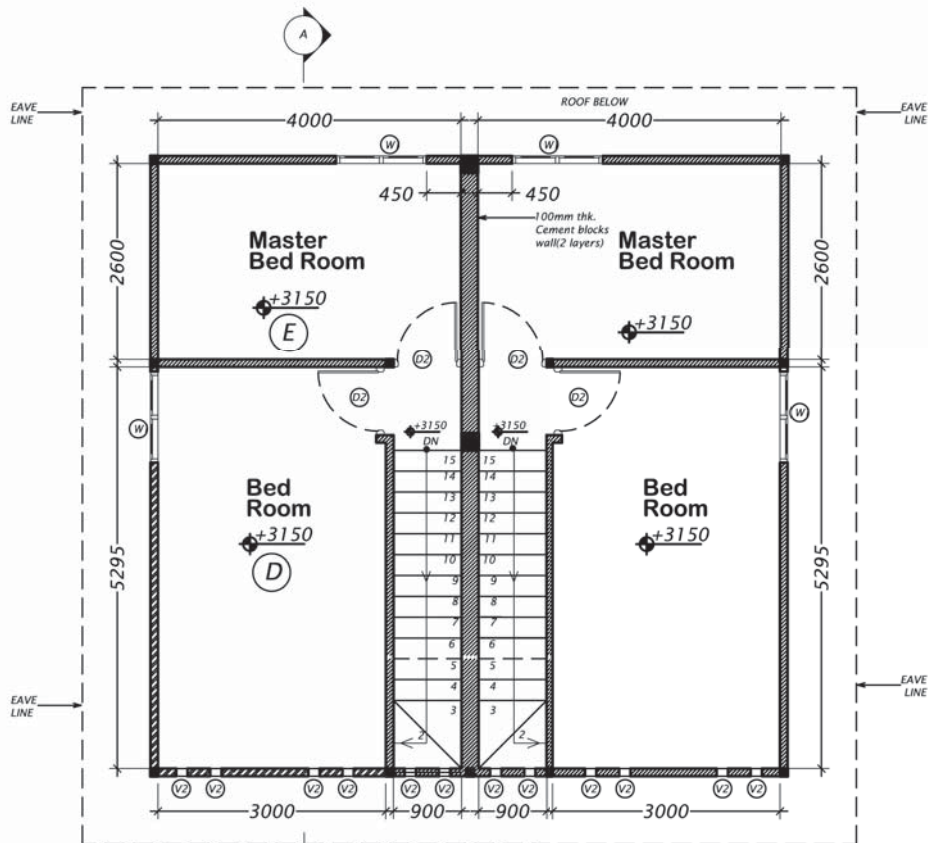 A
ROOF BELOW
EAVE
LINE
EAVE
LINE
4000
4000
W
W
450
450
100mm thk.
Cement blocks
wall(2 layers)
Master
Bed Room
Master
Bed Room
2600
2600
+3150
+3150
E
D2
D2
D2
D2
W
W
+3150
+3150
DN
DN
15
15
14
14
13
13
12
12
11
11
10
10
9
9
8
8
7
7
6
6
5
5
4
4
3
3
2
2
Bed
Room
Bed
Room
+3150
+3150
D
5295
5295
EAVE
LINE
EAVE
LINE
V2
V2
V2
V2
V2
V2
V2
V2
V2
V2
V2
V2
3000
900
900
3000